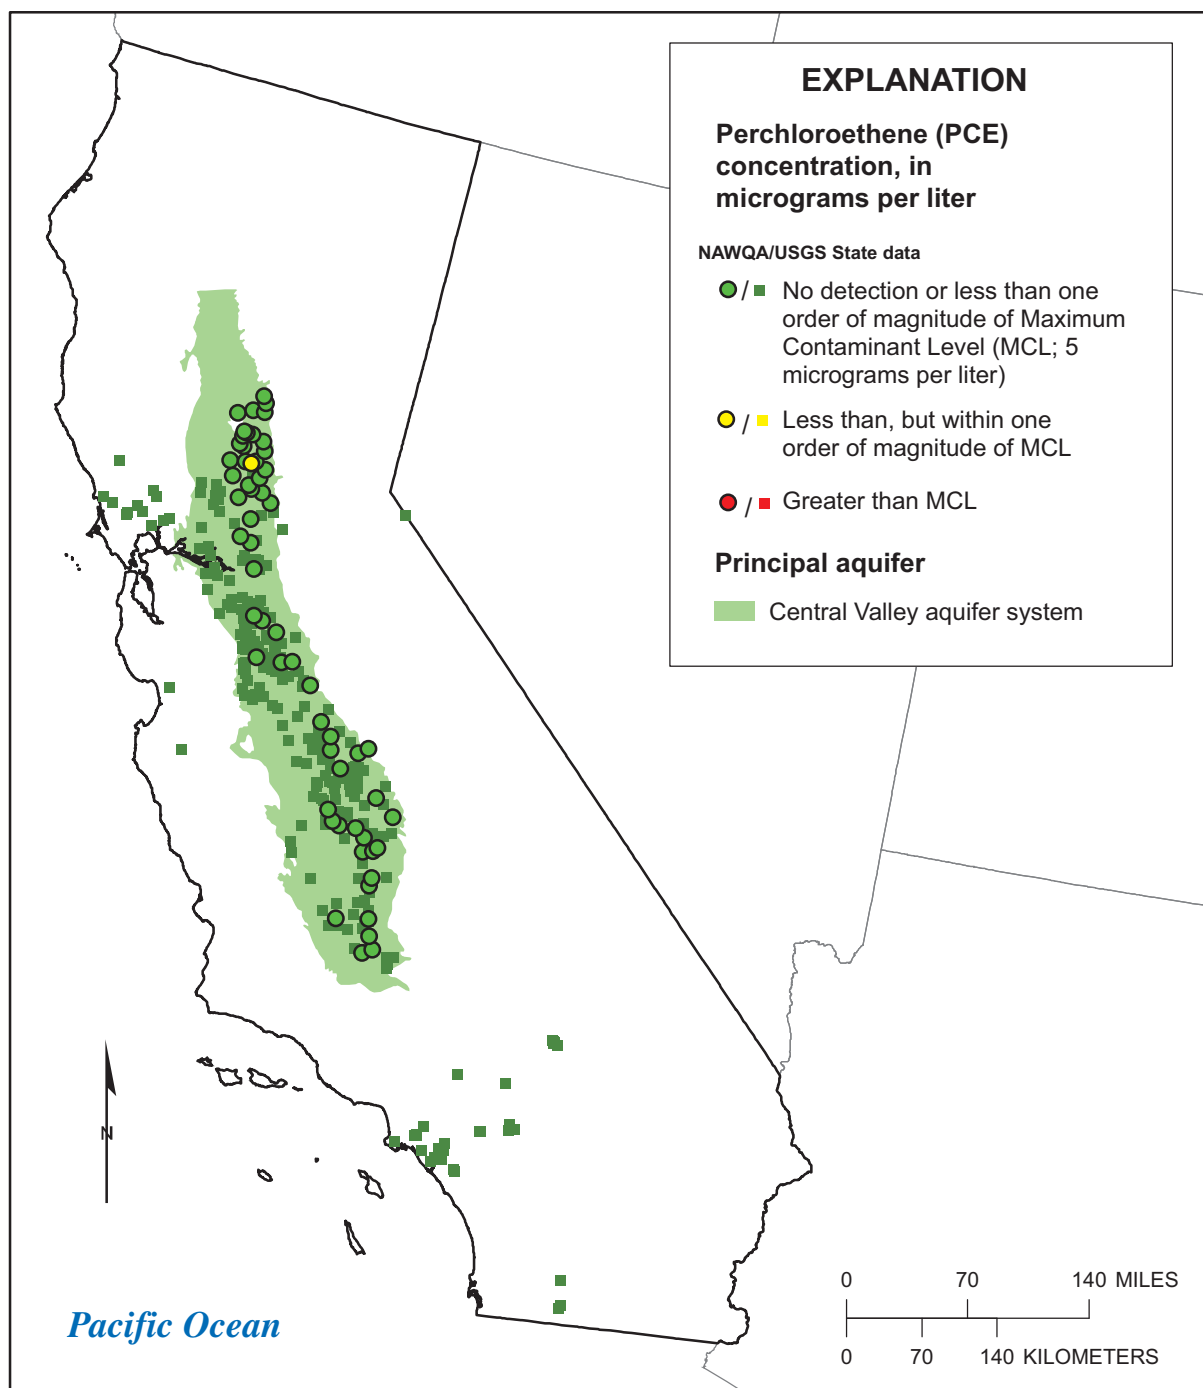 EXPLANATION
Perchloroethene (PCE)
concentration, in
micrograms per liter
NAWQA/USGS State data
/ No detection or less than one
order of magnitude of Maximum
Contaminant Level (MCL; 5
micrograms per liter)
/ Less than, but within one
order of magnitude of MCL
/ Greater than MCL
Principal aquifer
Central Valley aquifer system
N
Pacific Ocean
0 70 140 MILES
0 70 140 KILOMETERS